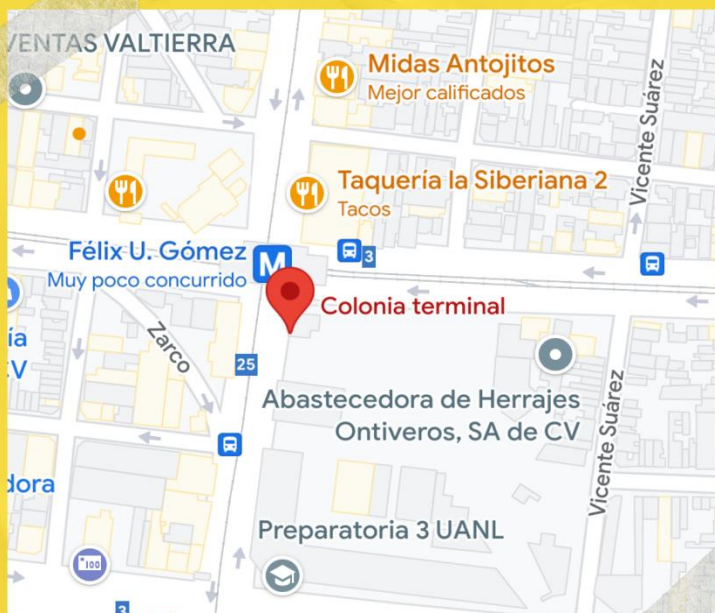 VENTAS VALTIERRA
Midas Antojitos
Mejor calificados
Vicente Suárez
Taquería la Siberiana 2
Tacos
Félix U. Gómez
Muy poco concurrido
M
3
Colonia terminal
ía
V
Zarco
25
Abastecedora de Herrajes
Ontiveros, SA de CV
Vicente Suárez
dora
Preparatoria 3 UANL
100
3